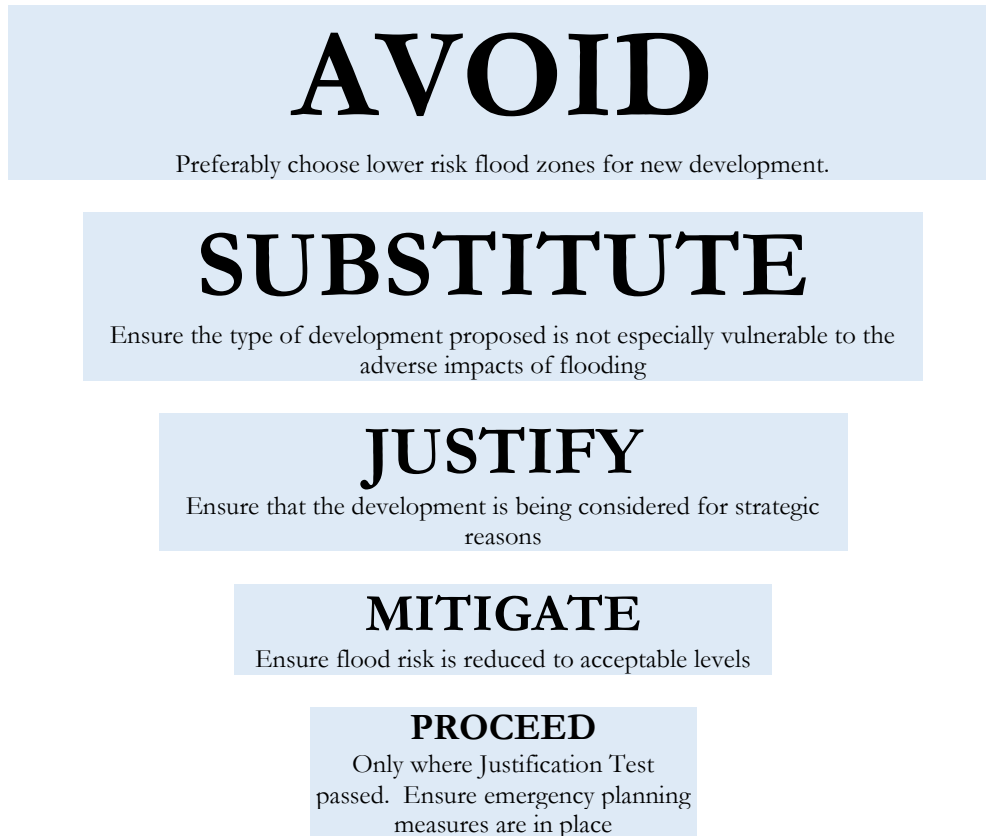 AVOID
Preferably choose lower risk flood zones for new development.
SUBSTITUTE
Ensure the type of development proposed is not especially vulnerable to the
adverse impacts of flooding
JUSTIFY
Ensure that the development is being considered for strategic
reasons
MITIGATE
Ensure flood risk is reduced to acceptable levels
PROCEED
Only where Justification Test
passed.  Ensure emergency planning
measures are in place